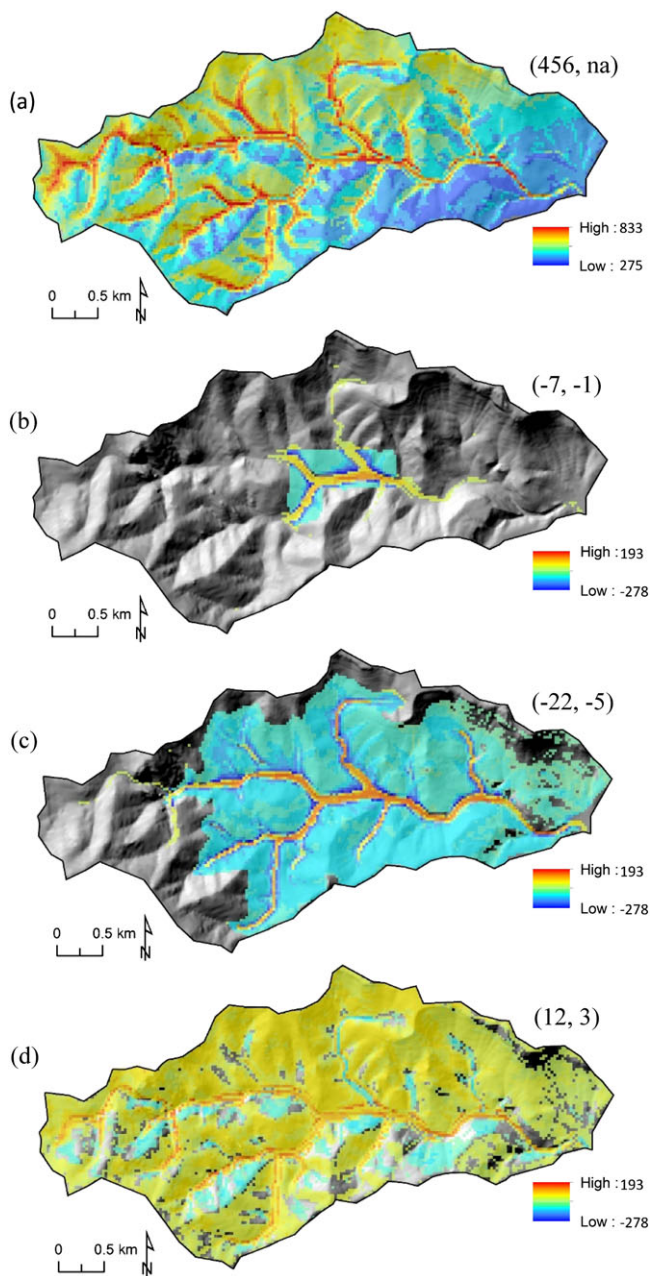 (a)
(456, na)
High : 833
Low : 275
0 0.5 km
N
(b)
(-7, -1)
High : 193
Low : -278
0 0.5 km
N
(c)
(-22, -5)
High : 193
Low : -278
0 0.5 km
N
(d)
(12, 3)
High : 193
Low : -278
0 0.5 km
N